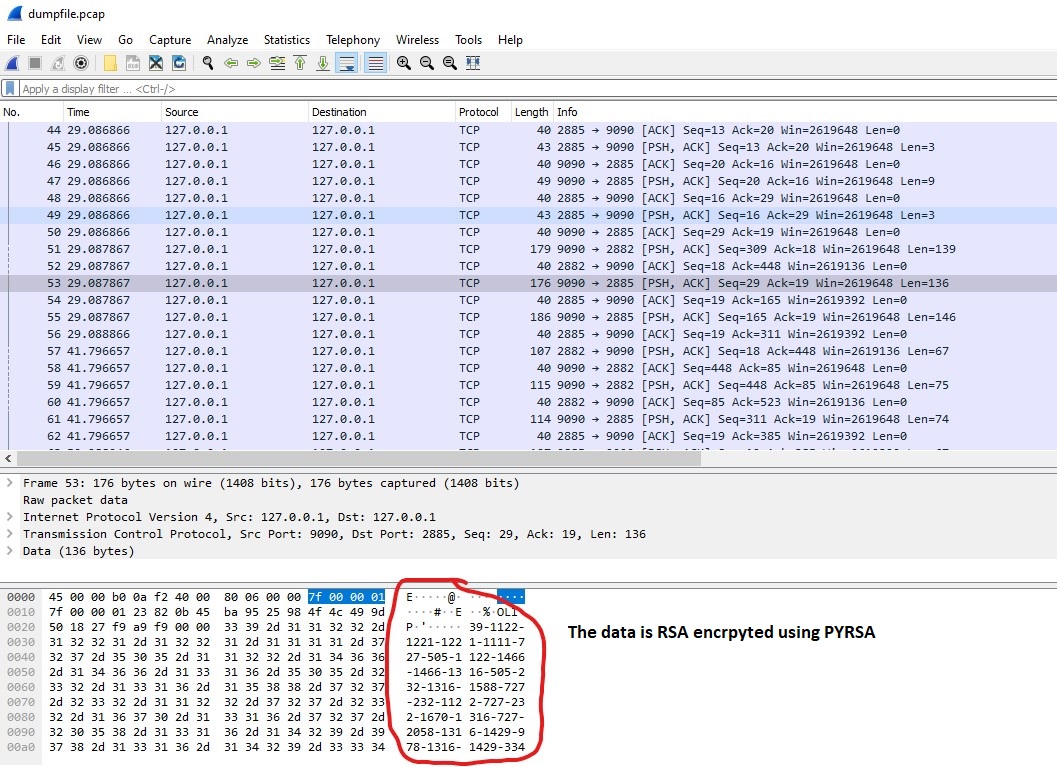 dumpfile.pcap
File Edit View Go Capture Analyze Statistics Telephony Wireless Tools Help
Apply a display filter ... <Ctrl-/>
No. Time Source Destination Protocol Length Info
44 29.086866 127.0.0.1 127.0.0.1 TCP 40 2885 → 9090 [ACK] Seq=13 Ack=20 Win=2619648 Len=0
45 29.086866 127.0.0.1 127.0.0.1 TCP 43 2885 → 9090 [PSH, ACK] Seq=13 Ack=20 Win=2619648 Len=3
46 29.086866 127.0.0.1 127.0.0.1 TCP 40 9090 → 2885 [ACK] Seq=20 Ack=16 Win=2619648 Len=0
47 29.086866 127.0.0.1 127.0.0.1 TCP 49 9090 → 2885 [PSH, ACK] Seq=20 Ack=16 Win=2619648 Len=9
48 29.086866 127.0.0.1 127.0.0.1 TCP 40 2885 → 9090 [ACK] Seq=16 Ack=29 Win=2619648 Len=0
49 29.086866 127.0.0.1 127.0.0.1 TCP 43 2885 → 9090 [PSH, ACK] Seq=16 Ack=29 Win=2619648 Len=3
50 29.086866 127.0.0.1 127.0.0.1 TCP 40 9090 → 2885 [ACK] Seq=29 Ack=19 Win=2619648 Len=0
51 29.087867 127.0.0.1 127.0.0.1 TCP 179 9090 → 2882 [PSH, ACK] Seq=309 Ack=18 Win=2619648 Len=139
52 29.087867 127.0.0.1 127.0.0.1 TCP 40 2882 → 9090 [ACK] Seq=18 Ack=448 Win=2619136 Len=0
53 29.087867 127.0.0.1 127.0.0.1 TCP 176 9090 → 2885 [PSH, ACK] Seq=29 Ack=19 Win=2619648 Len=136
54 29.087867 127.0.0.1 127.0.0.1 TCP 40 2885 → 9090 [ACK] Seq=19 Ack=165 Win=2619392 Len=0
55 29.087867 127.0.0.1 127.0.0.1 TCP 186 9090 → 2885 [PSH, ACK] Seq=165 Ack=19 Win=2619648 Len=146
56 29.088866 127.0.0.1 127.0.0.1 TCP 40 2885 → 9090 [ACK] Seq=19 Ack=311 Win=2619392 Len=0
57 41.796657 127.0.0.1 127.0.0.1 TCP 107 2882 → 9090 [PSH, ACK] Seq=18 Ack=448 Win=2619136 Len=67
58 41.796657 127.0.0.1 127.0.0.1 TCP 40 9090 → 2882 [ACK] Seq=448 Ack=85 Win=2619648 Len=0
59 41.796657 127.0.0.1 127.0.0.1 TCP 115 9090 → 2882 [PSH, ACK] Seq=448 Ack=85 Win=2619648 Len=75
60 41.796657 127.0.0.1 127.0.0.1 TCP 40 2882 → 9090 [ACK] Seq=85 Ack=523 Win=2619136 Len=0
61 41.796657 127.0.0.1 127.0.0.1 TCP 114 9090 → 2885 [PSH, ACK] Seq=311 Ack=19 Win=2619648 Len=74
62 41.796657 127.0.0.1 127.0.0.1 TCP 40 2885 → 9090 [ACK] Seq=19 Ack=385 Win=2619392 Len=0
Frame 53: 176 bytes on wire (1408 bits), 176 bytes captured (1408 bits)
Raw packet data
Internet Protocol Version 4, Src: 127.0.0.1, Dst: 127.0.0.1
Transmission Control Protocol, Src Port: 9090, Dst Port: 2885, Seq: 29, Ack: 19, Len: 136
Data (136 bytes)
0000 45 00 00 b0 0a f2 40 00 80 06 00 00 7f 00 00 01 E·····@· ········
0010 7f 00 00 01 23 82 0b 45 ba 95 25 98 4f 4c 49 9d ····#··E ··%·OLI·
0020 50 18 27 f9 a9 f9 00 00 33 39 2d 31 31 32 32 2d P·'····· 39-1122-
0030 31 32 32 31 2d 31 32 32 31 2d 31 31 31 31 2d 37 1221-122 1-1111-7
0040 32 37 2d 35 30 35 2d 31 31 32 32 2d 31 34 36 36 27-505-1 122-1466
0050 2d 31 34 36 36 2d 31 33 31 36 2d 35 30 35 2d 32 -1466-13 16-505-2
0060 33 32 2d 31 33 31 36 2d 31 35 38 38 2d 37 32 37 32-1316- 1588-727
0070 2d 32 33 32 2d 31 31 32 32 2d 37 32 37 2d 32 33 -232-112 2-727-23
0080 32 2d 31 36 37 30 2d 31 33 31 36 2d 37 32 37 2d 2-1670-1 316-727-
0090 32 30 35 38 2d 31 33 31 36 2d 31 34 32 39 2d 39 2058-131 6-1429-9
00a0 37 38 2d 31 33 31 36 2d 31 34 32 39 2d 33 33 34 78-1316- 1429-334
The data is RSA encrpyted using PYRSA